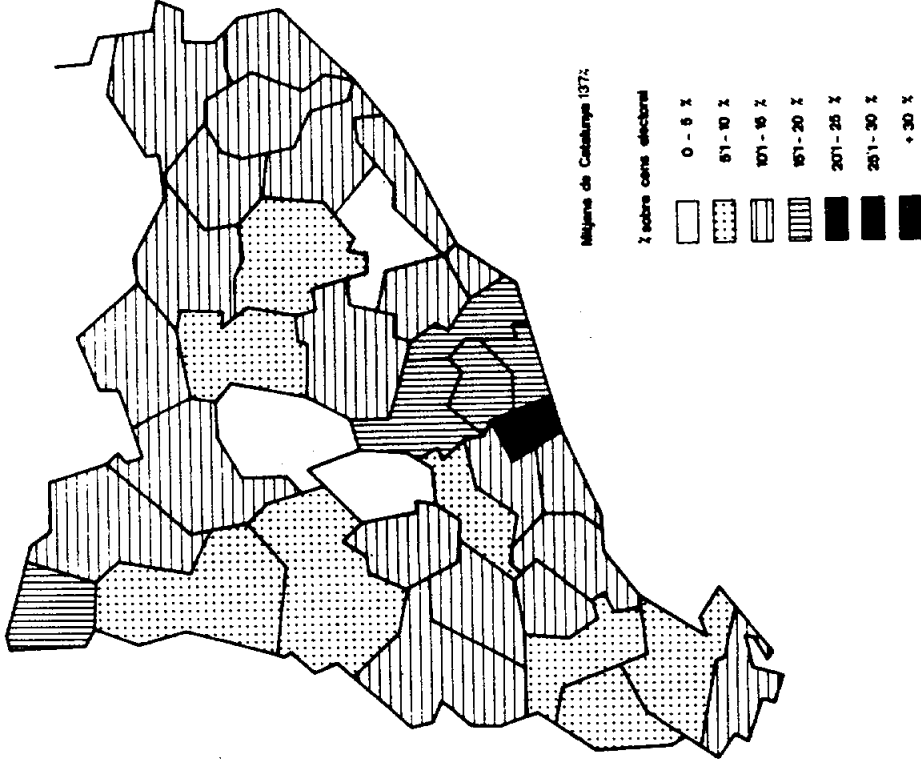 Mitjana de Catalunya 13'7%
% sobre cens electoral
0 - 5 %
5'1 - 10 %
10'1 - 15 %
15'1 - 20 %
20'1 - 25 %
25'1 - 30 %
+ 30 %